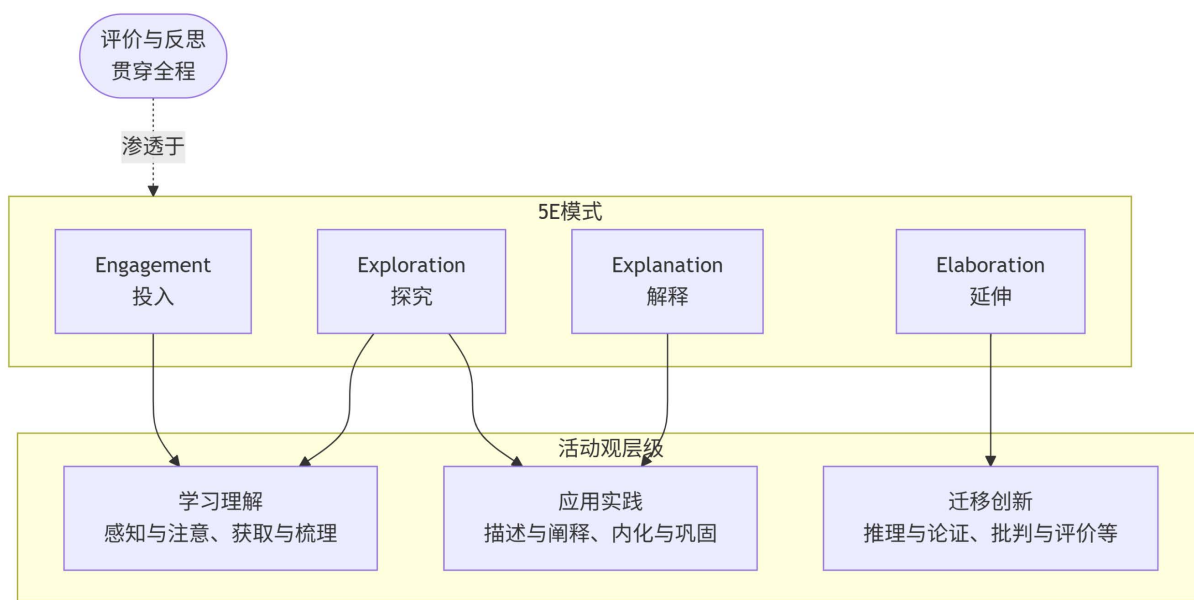 评价与反思
贯穿全程
渗透于
5E模式
Engagement
投入
Exploration
探究
Explanation
解释
Elaboration
延伸
活动观层级
学习理解
感知与注意、获取与梳理
应用实践
描述与阐释、内化与巩固
迁移创新
推理与论证、批判与评价等